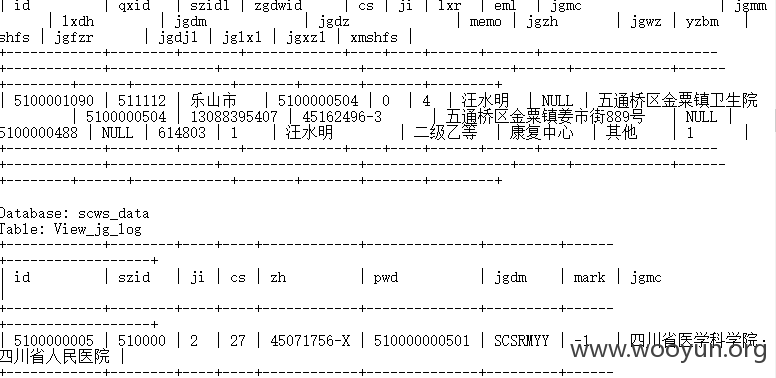 | id | qxid | szidl | zgdwid | cs | ji | lxr | eml | jgmc | jgmm
| lxdh | jgdm | jgdz | memo | jgzh | jgwz | yzbm |
shfs | jgfzr | jgdjl | jglxl | jgxzl | xmshfs |
| 5100001090 | 511112 | 乐山市 | 5100000504 | 0 | 4 | 汪水明 | NULL | 五通桥区金粟镇卫生院
| 5100000504 | 13088395407 | 45162496-3 | 五通桥区金粟镇姜市街889号 | NULL |
5100000488 | NULL | 614803 | 1 | 汪水明 | 二级乙等 | 康复中心 | 其他 | 1 |
Database: scws_data
Table: View_jg_log
| id | szid | ji | cs | zh | pwd | jgdm | mark | jgmc
|
| 5100000005 | 510000 | 2 | 27 | 45071756-X | 510000000501 | SCSRMYY | -1 | 四川省医学科学院·
四川省人民医院 |
www.wooyun.org